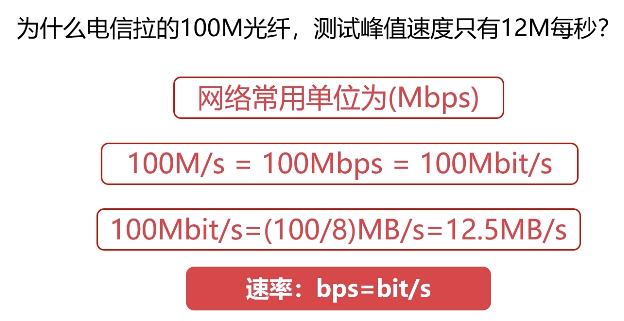 为什么电信拉的100M光纤，测试峰值速度只有12M每秒？
网络常用单位为(Mbps)
100M/s = 100Mbps = 100Mbit/s
100Mbit/s=(100/8)MB/s=12.5MB/s
速率：bps=bit/s